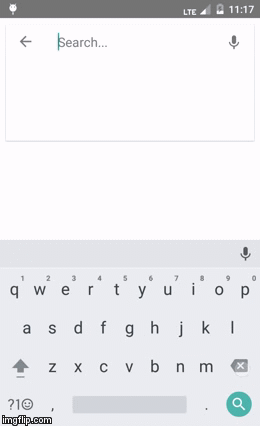 LTE 11:17
Search...
1 2 3 4 5 6 7 8 9 0
q w e r t y u i o p
a s d f g h j k l
z x c v b n m
?1☺ , .
imgflip.com